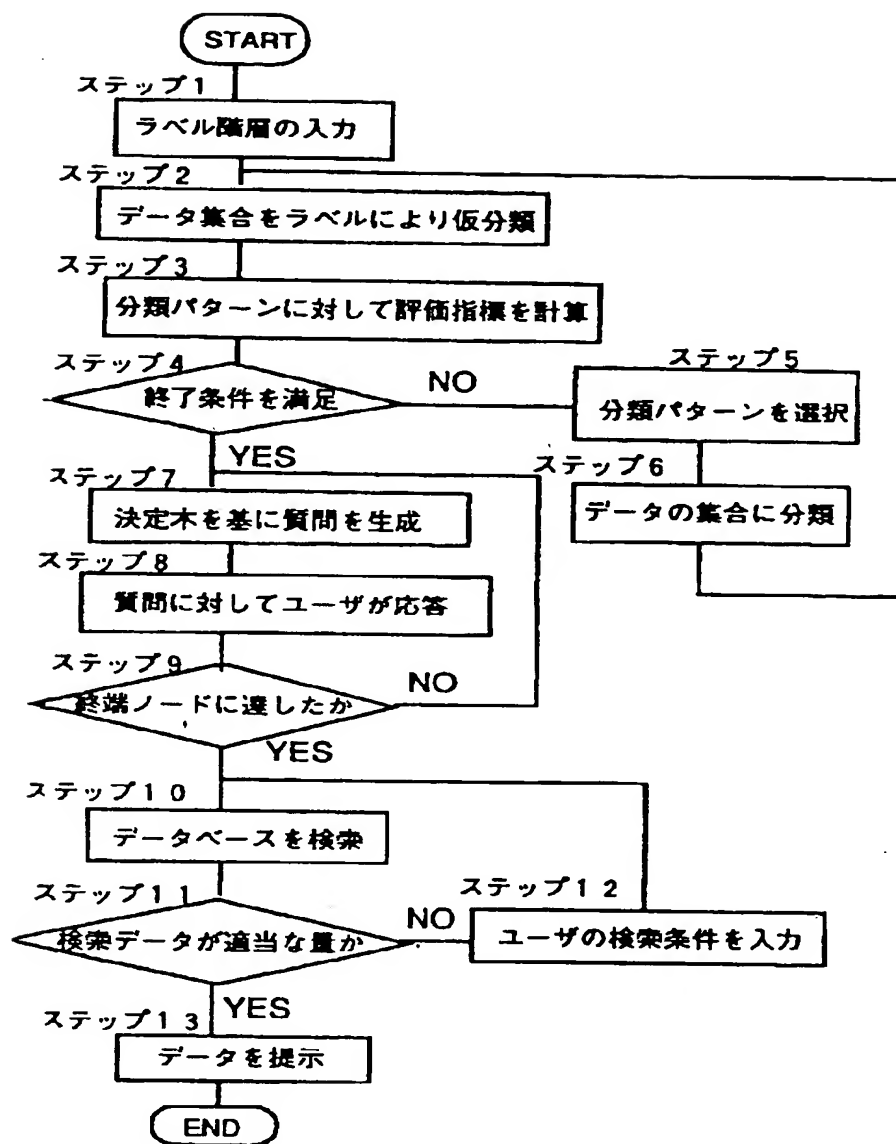 START
ステップ1
ラベル階層の入力
ステップ2
データ集合をラベルにより仮分類
ステップ3
分類パターンに対して評価指標を計算
ステップ4
終了条件を満足
NO
YES
ステップ5
分類パターンを選択
ステップ6
データの集合に分類
ステップ7
決定木を基に質問を生成
ステップ8
質問に対してユーザが応答
ステップ9
終端ノードに達したか
NO
YES
ステップ10
データベースを検索
ステップ11
検索データが適当な量か
NO
YES
ステップ12
ユーザの検索条件を入力
ステップ13
データを提示
END